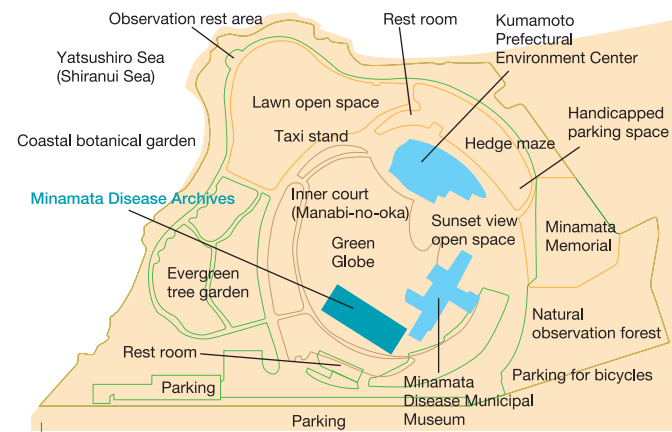 Observation rest area
Rest room
Kumamoto
Prefectural
Environment Center
Yatsushiro Sea
(Shiranui Sea)
Lawn open space
Taxi stand
Handicapped
parking space
Coastal botanical garden
Hedge maze
Minamata Disease Archives
Inner court
(Manabi-no-oka)
Sunset view
open space
Minamata
Memorial
Green
Globe
Evergreen
tree garden
Natural
observation forest
Rest room
Parking
Parking for bicycles
Minamata
Disease Municipal
Museum
Parking